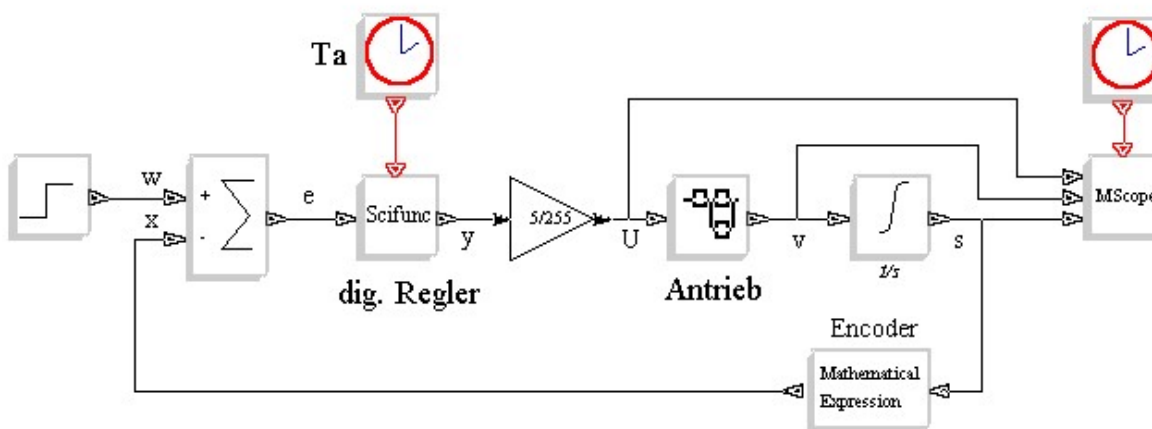 Ta
w
x
+
-
e
Scifunc
y
5/255
U
v
1/s
s
MScope
dig. Regler
Antrieb
Encoder
Mathematical
Expression